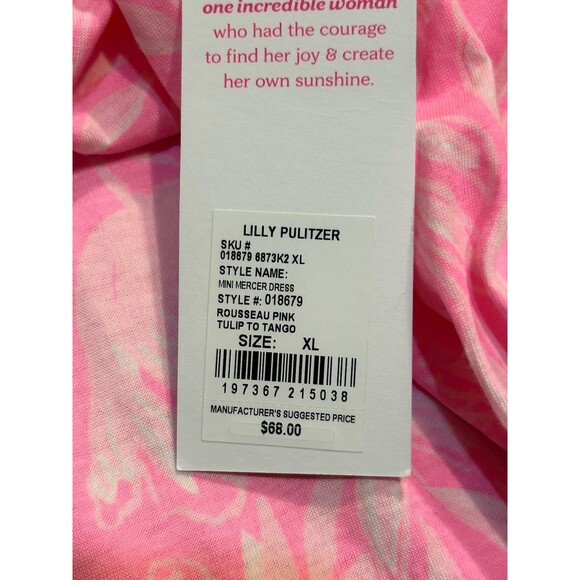 one incredible woman
who had the courage
to find her joy & create
her own sunshine.
LILLY PULITZER
SKU #
018679 6873K2 XL
STYLE NAME:
MINI MERCER DRESS
STYLE #: 018679
ROUSSEAU PINK
TULIP TO TANGO
SIZE: XL
197367 215038
MANUFACTURER'S SUGGESTED PRICE
$68.00